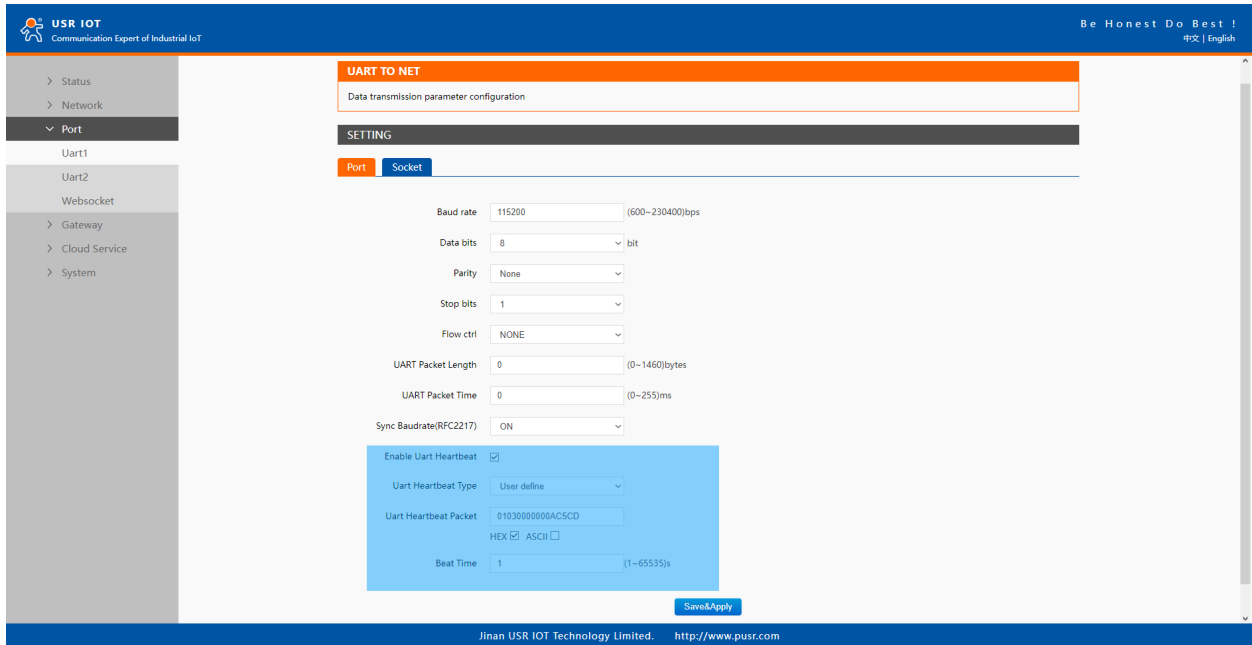 USR IOT
Communication Expert of Industrial IoT
Be Honest Do Best !
中文 | English
Status
Network
Port
Uart1
Uart2
Websocket
Gateway
Cloud Service
System
UART TO NET
Data transmission parameter configuration
SETTING
Port Socket
Baud rate 115200 (600~230400)bps
Data bits 8 bit
Parity None
Stop bits 1
Flow ctrl NONE
UART Packet Length 0 (0~1460)bytes
UART Packet Time 0 (0~255)ms
Sync Baudrate(RFC2217) ON
Enable Uart Heartbeat
Uart Heartbeat Type User define
Uart Heartbeat Packet 01030000000AC5CD
HEX ASCII
Beat Time 1 (1~65535)s
Save&Apply
Jinan USR IOT Technology Limited. http://www.pusr.com